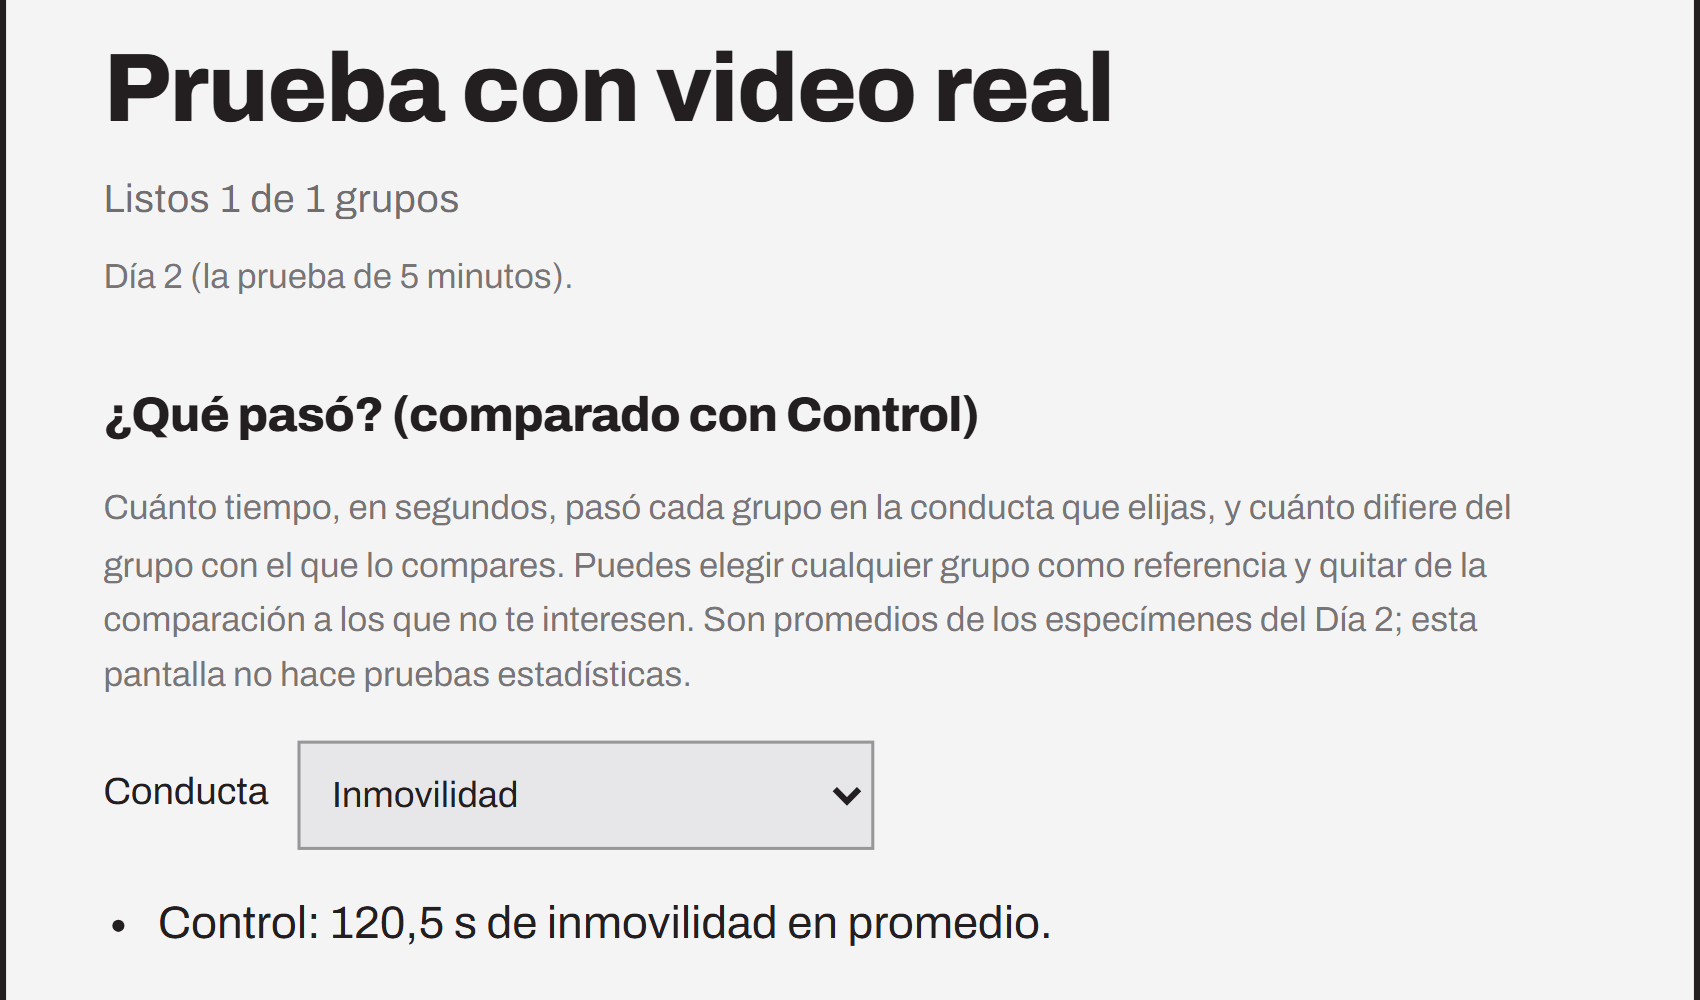 Prueba con video real
Listos 1 de 1 grupos
Día 2 (la prueba de 5 minutos).
¿Qué pasó? (comparado con Control)
Cuánto tiempo, en segundos, pasó cada grupo en la conducta que elijas, y cuánto difiere del
grupo con el que lo compares. Puedes elegir cualquier grupo como referencia y quitar de la
comparación a los que no te interesen. Son promedios de los especímenes del Día 2; esta
pantalla no hace pruebas estadísticas.
Conducta Inmovilidad
• Control: 120,5 s de inmovilidad en promedio.